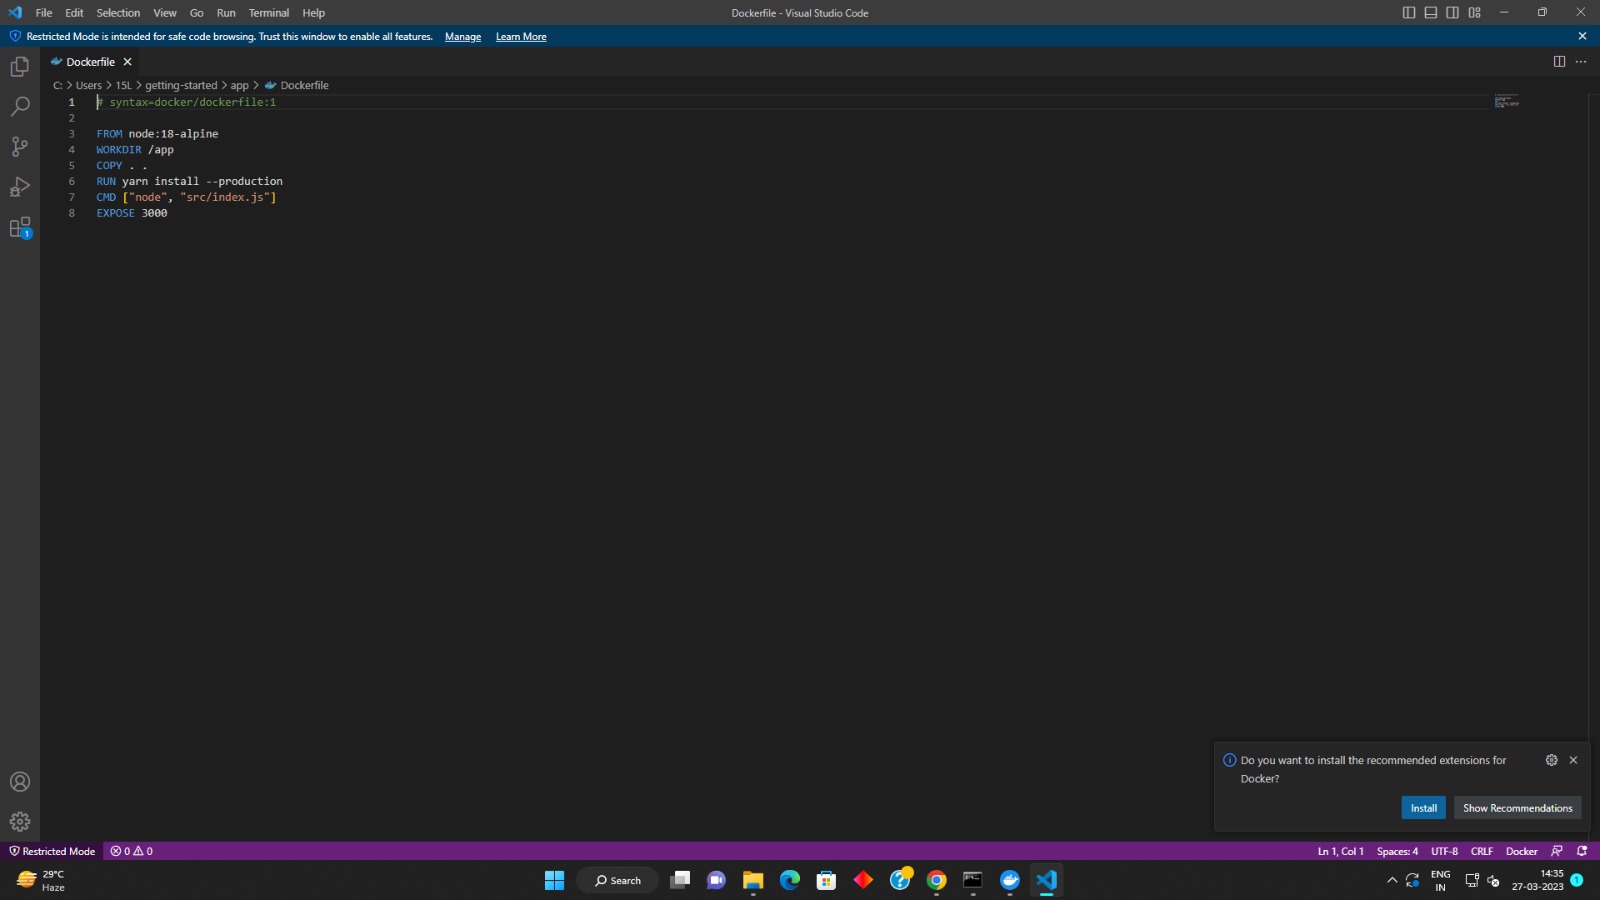 File Edit Selection View Go Run Terminal Help Dockerfile - Visual Studio Code
Restricted Mode is intended for safe code browsing. Trust this window to enable all features. Manage Learn More
Dockerfile
C: > Users > 15L > getting-started > app > Dockerfile
1 # syntax=docker/dockerfile:1
2
3 FROM node:18-alpine
4 WORKDIR /app
5 COPY . .
6 RUN yarn install --production
7 CMD ["node", "src/index.js"]
8 EXPOSE 3000
1
Do you want to install the recommended extensions for
Docker?
Install Show Recommendations
Restricted Mode 0 0 Ln 1, Col 1 Spaces: 4 UTF-8 CRLF Docker
29°C
Haze
Search
ENG
IN
14:35
27-03-2023
1